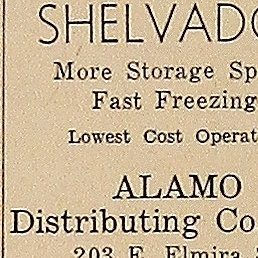 SHELVADO
More Storage Sp
Fast Freezing
Lowest Cost Operat
ALAMO
Distributing Co
203 E. Elmira S